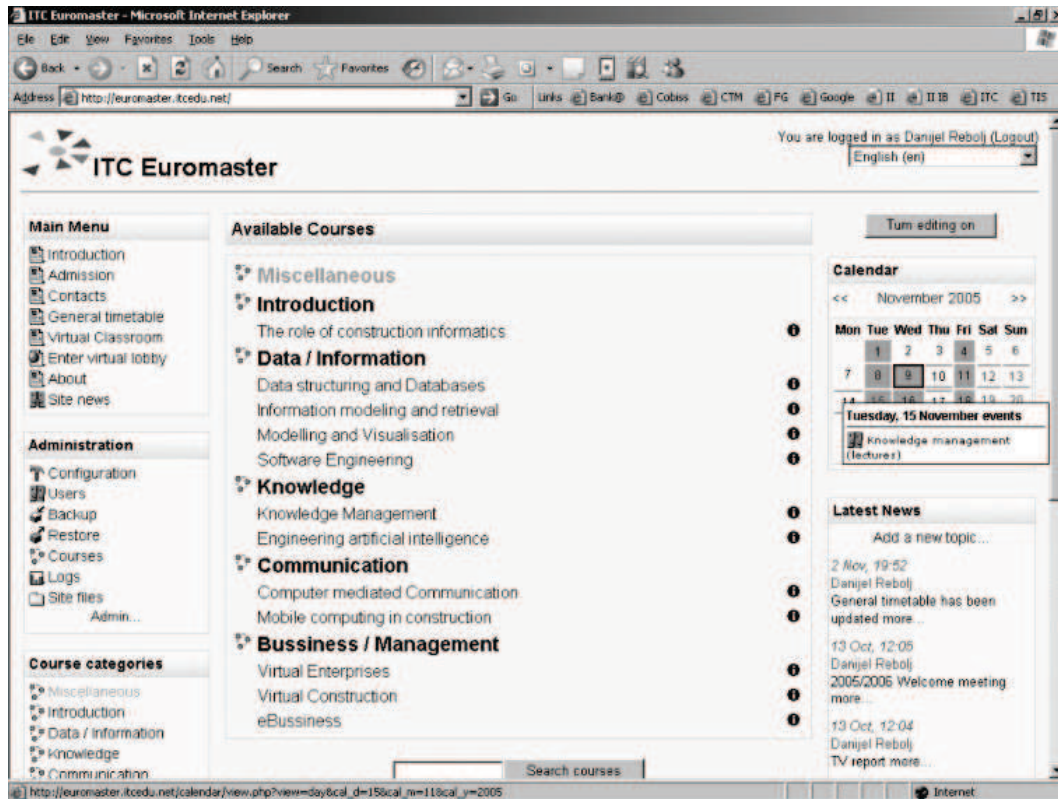 ITC Euromaster - Microsoft Internet Explorer
File Edit View Favorites Tools Help
Back Search Favorites
Address http://euromaster.itcedu.net/ Go Links Bank@ Cobiss CTM FG Google II II IB ITC TIS
You are logged in as Danijel Rebolj (Logout)
English (en)
ITC Euromaster
Main Menu
Introduction
Admission
Contacts
General timetable
Virtual Classroom
Enter virtual lobby
About
Site news
Administration
Configuration
Users
Backup
Restore
Courses
Logs
Site files
Admin...
Course categories
Miscellaneous
Introduction
Data / Information
Knowledge
Communication
Available Courses
Miscellaneous
Introduction
The role of construction informatics
Data / Information
Data structuring and Databases
Information modeling and retrieval
Modelling and Visualisation
Software Engineering
Knowledge
Knowledge Management
Engineering artificial intelligence
Communication
Computer mediated Communication
Mobile computing in construction
Bussiness / Management
Virtual Enterprises
Virtual Construction
eBussiness
Search courses
Turn editing on
Calendar
<< November 2005 >>
Mon Tue Wed Thu Fri Sat Sun
1 2 3 4 5 6
7 8 9 10 11 12 13
14 15 16 17 18 19 20
Tuesday, 15 November events
Knowledge management
(lectures)
Latest News
Add a new topic...
2 Nov, 19:52
Danijel Rebolj
General timetable has been
updated more...
13 Oct, 12:05
Danijel Rebolj
2005/2006 Welcome meeting
more...
13 Oct, 12:04
Danijel Rebolj
TV report more...
http://euromaster.itcedu.net/calendar/view.php?view=day&cal_d=15&cal_m=11&cal_y=2005
Internet